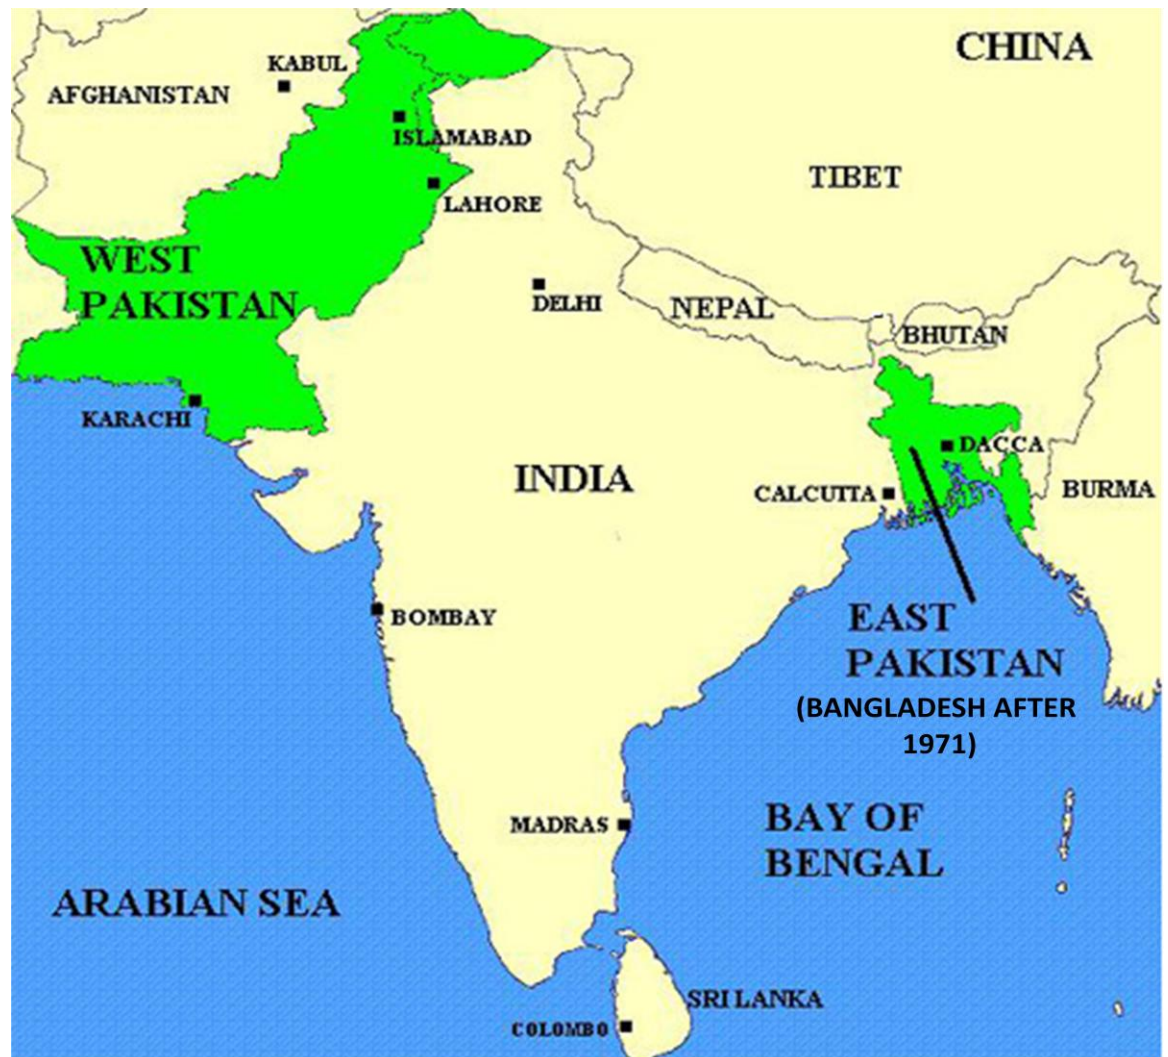 CHINA
KABUL
AFGHANISTAN
ISLAMABAD
TIBET
LAHORE
WEST
PAKISTAN
DELHI
NEPAL
BHUTAN
KARACHI
DACCA
INDIA
CALCUTTA
BURMA
BOMBAY
EAST
PAKISTAN
(BANGLADESH AFTER
1971)
MADRAS
BAY OF
BENGAL
ARABIAN SEA
SRI LANKA
COLOMBO